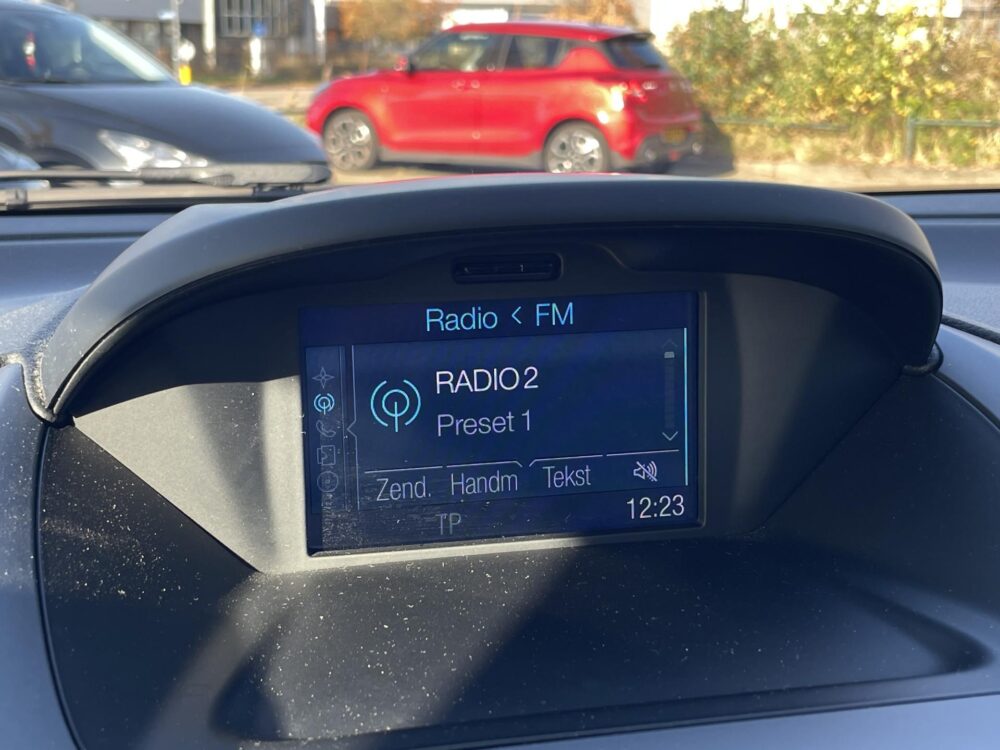 Radio < FM
RADIO 2
Preset 1
Zend. Handm Tekst
TP 12:23